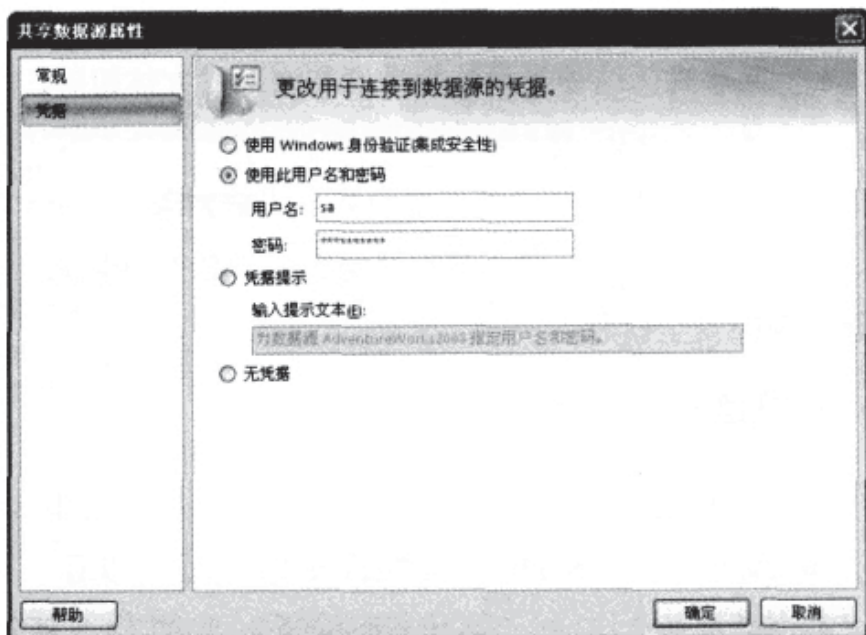 共享数据源属性
常规
凭据
更改用于连接到数据源的凭据。
使用 Windows 身份验证(集成安全性)
使用此用户名和密码
用户名: sa
密码: **********
凭据提示
输入提示文本(E):
为数据源 AdventureWorks2008 指定用户名和密码。
无凭据
帮助
确定
取消